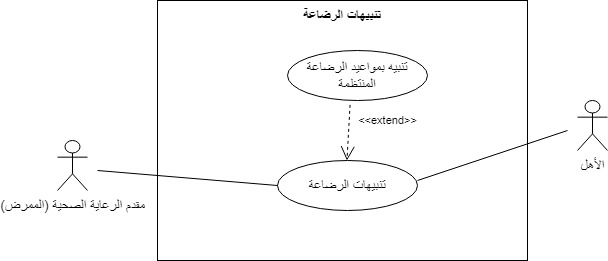 تنبيهات الرضاعة
تنبيه بمواعيد الرضاعة
المنتظمة
<<extend>>
الأهل
تنبيهات الرضاعة
مقدم الرعاية الصحية (الممرض)